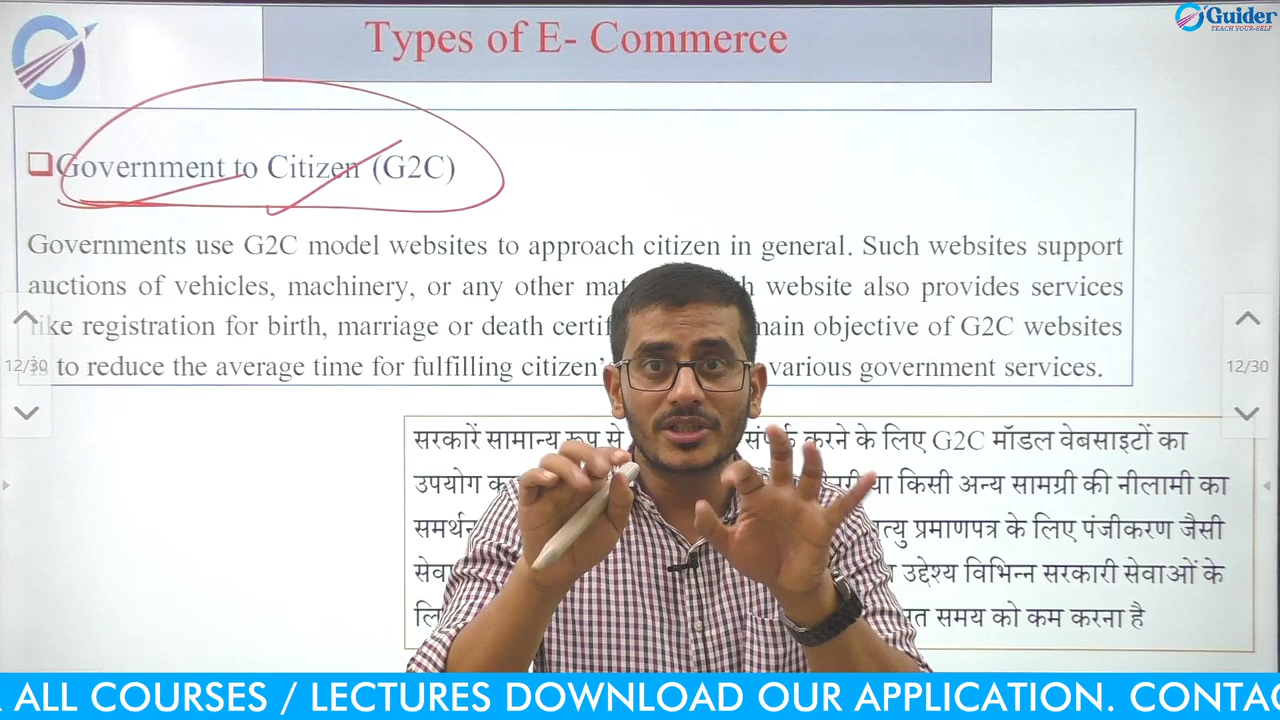 Types of E- Commerce
Guider
TEACH YOUR-SELF
Government to Citizen (G2C)
Governments use G2C model websites to approach citizen in general. Such websites support
auctions of vehicles, machinery, or any other website also provides services
like registration for birth, marriage or death main objective of G2C websites
to reduce the average time for fulfilling citizen's various government services.
12/30
12/30
सरकारें सामान्य रूप से संपर्क करने के लिए G2C मॉडल वेबसाइटों का
उपयोग या किसी अन्य सामग्री की नीलामी का
प्रमाणपत्र के लिए पंजीकरण जैसी
उद्देश्य विभिन्न सरकारी सेवाओं के
समय को कम करना है
ALL COURSES / LECTURES DOWNLOAD OUR APPLICATION.